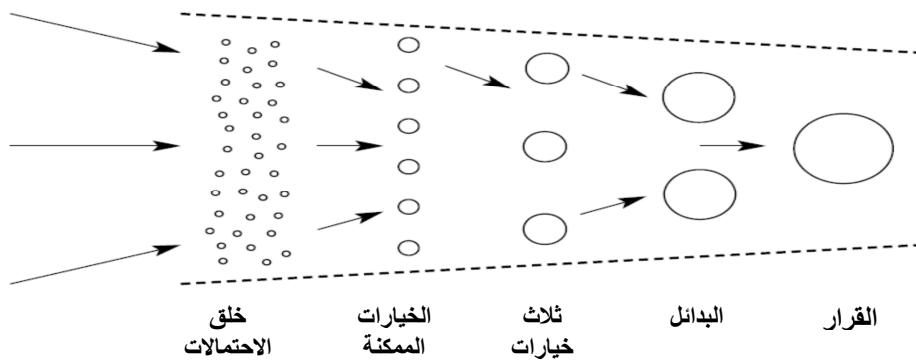 خلق
الاحتمالات
الخيارات
الممكنة
ثلاث
خيارات
البدائل
القرار